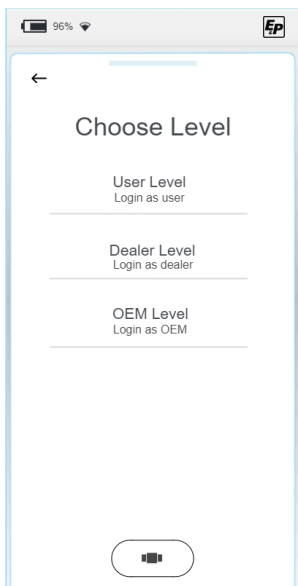 96%
EP
Choose Level
User Level
Login as user
Dealer Level
Login as dealer
OEM Level
Login as OEM